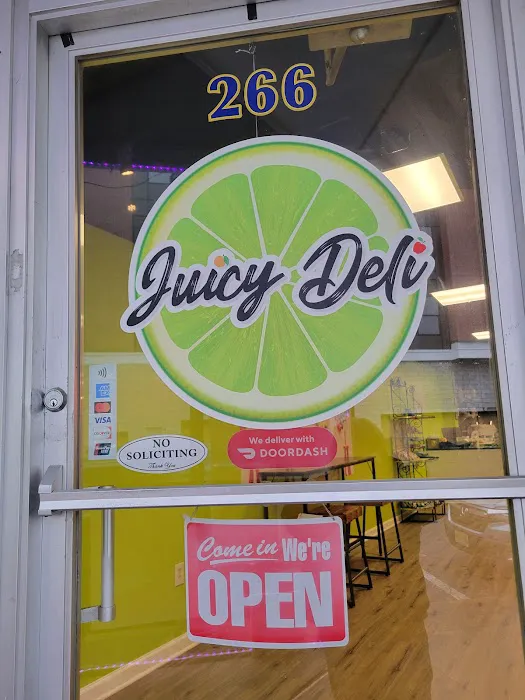 266
Juicy Deli
VISA
NO
SOLICITING
Thank You
We deliver with
DOORDASH
Come in We're
OPEN